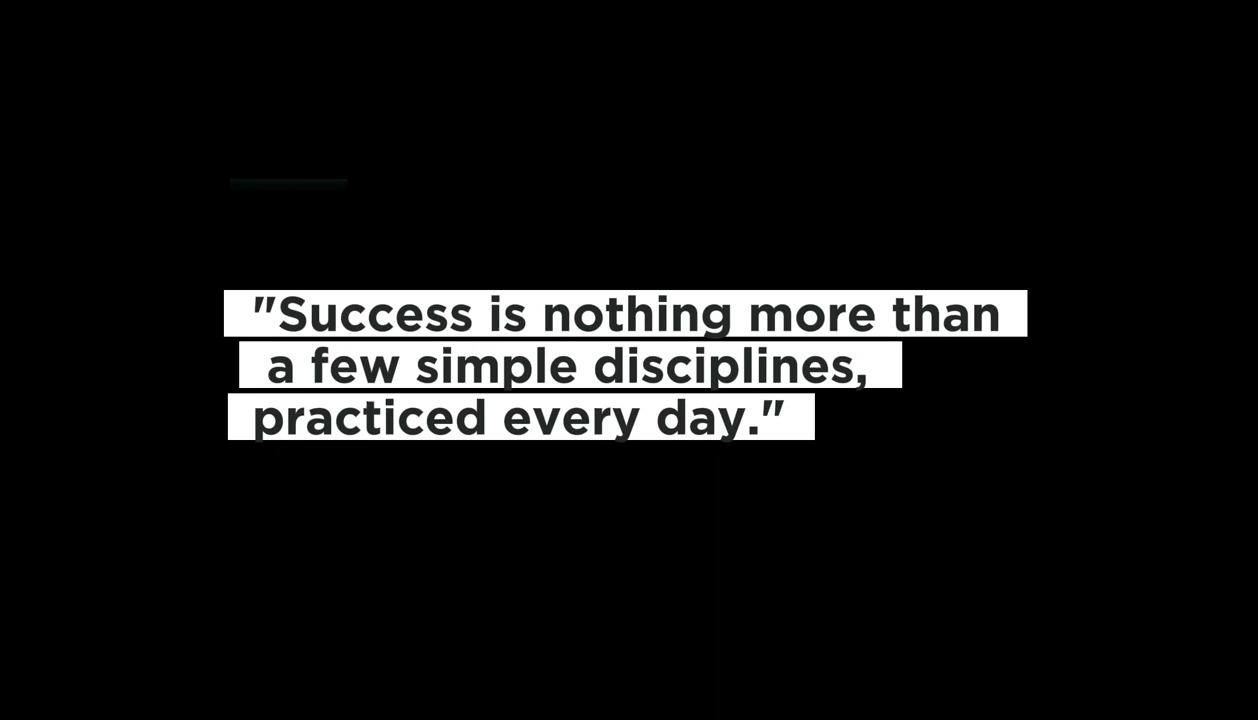 "Success is nothing more than
a few simple disciplines,
practiced every day."